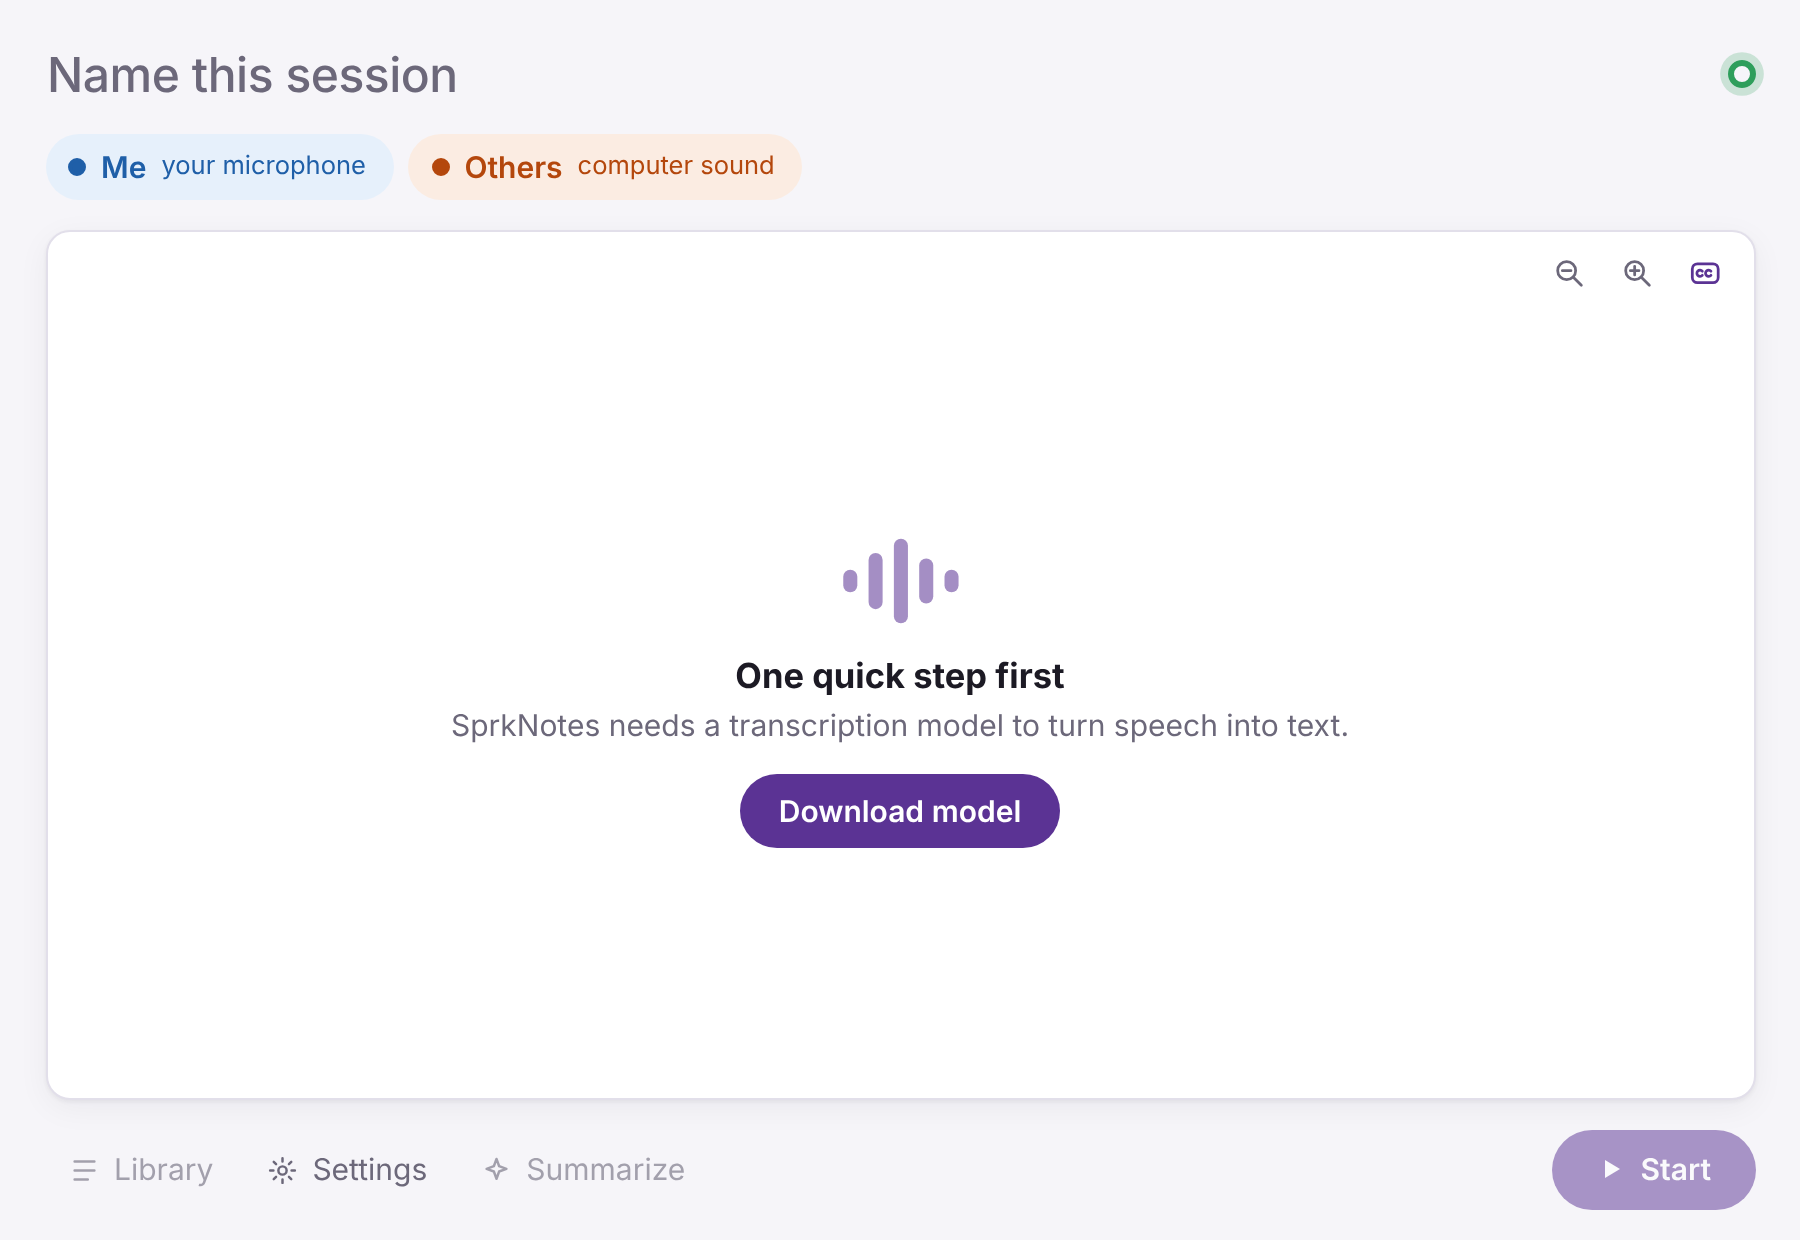 Name this session
Me your microphone
Others computer sound
CC
One quick step first
SprkNotes needs a transcription model to turn speech into text.
Download model
Library
Settings
Summarize
Start